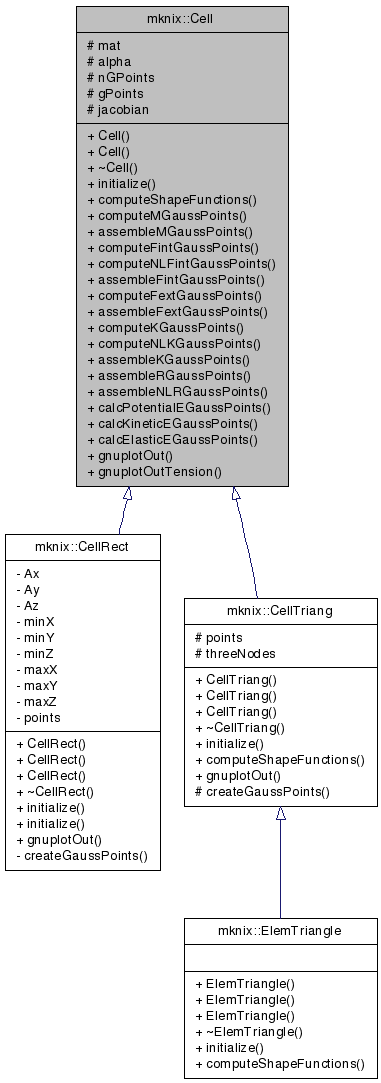 mknix::Cell
# mat
# alpha
# nGPoints
# gPoints
# jacobian
+ Cell()
+ Cell()
+ ~Cell()
+ initialize()
+ computeShapeFunctions()
+ computeMGaussPoints()
+ assembleMGaussPoints()
+ computeFintGaussPoints()
+ computeNLFintGaussPoints()
+ assembleFintGaussPoints()
+ computeFextGaussPoints()
+ assembleFextGaussPoints()
+ computeKGaussPoints()
+ computeNLKGaussPoints()
+ assembleKGaussPoints()
+ assembleRGaussPoints()
+ assembleNLRGaussPoints()
+ calcPotentialEGaussPoints()
+ calcKineticEGaussPoints()
+ calcElasticEGaussPoints()
+ gnuplotOut()
+ gnuplotOutTension()
mknix::CellRect
- Ax
- Ay
- Az
- minX
- minY
- minZ
- maxX
- maxY
- maxZ
- points
+ CellRect()
+ CellRect()
+ CellRect()
+ ~CellRect()
+ initialize()
+ initialize()
+ gnuplotOut()
- createGaussPoints()
mknix::CellTriang
# points
# threeNodes
+ CellTriang()
+ CellTriang()
+ CellTriang()
+ ~CellTriang()
+ initialize()
+ computeShapeFunctions()
+ gnuplotOut()
# createGaussPoints()
mknix::ElemTriangle
+ ElemTriangle()
+ ElemTriangle()
+ ElemTriangle()
+ ~ElemTriangle()
+ initialize()
+ computeShapeFunctions()